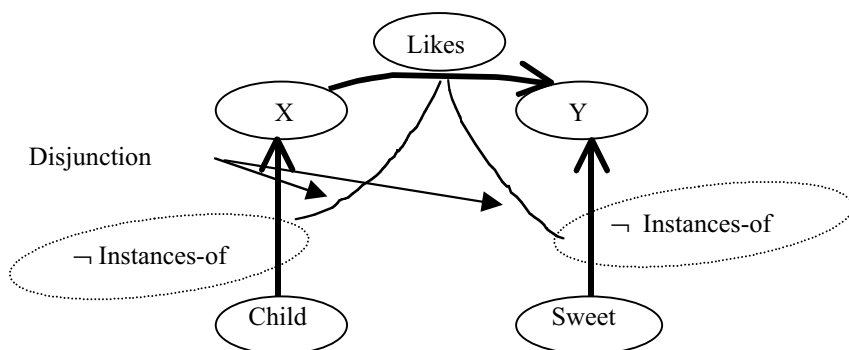 Likes
X
Y
Disjunction
¬ Instances-of
¬ Instances-of
Child
Sweet